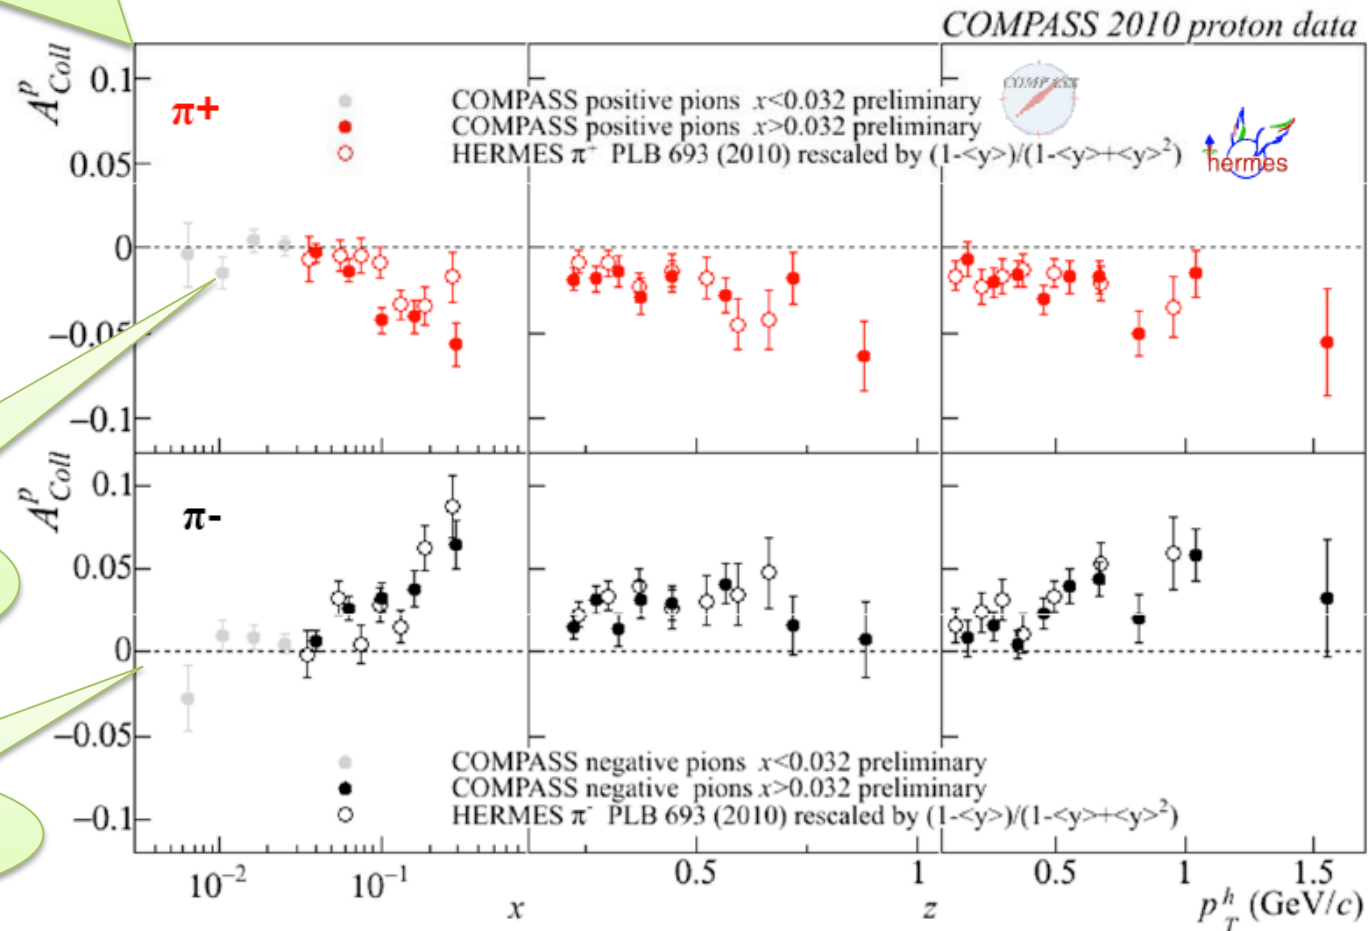 COMPASS 2010 proton data
A^p_Coll
0.1
0.05
0
−0.05
−0.1
π+
COMPASS positive pions x<0.032 preliminary
COMPASS positive pions x>0.032 preliminary
HERMES π⁺ PLB 693 (2010) rescaled by (1-<y>)/(1-<y>+<y>²)
COMPASS
hermes
A^p_Coll
0.1
0.05
0
−0.05
−0.1
π-
COMPASS negative pions x<0.032 preliminary
COMPASS negative pions x>0.032 preliminary
HERMES π⁻ PLB 693 (2010) rescaled by (1-<y>)/(1-<y>+<y>²)
10⁻² 10⁻¹ 0.5 1 0.5 1 1.5
x z p_T^h (GeV/c)